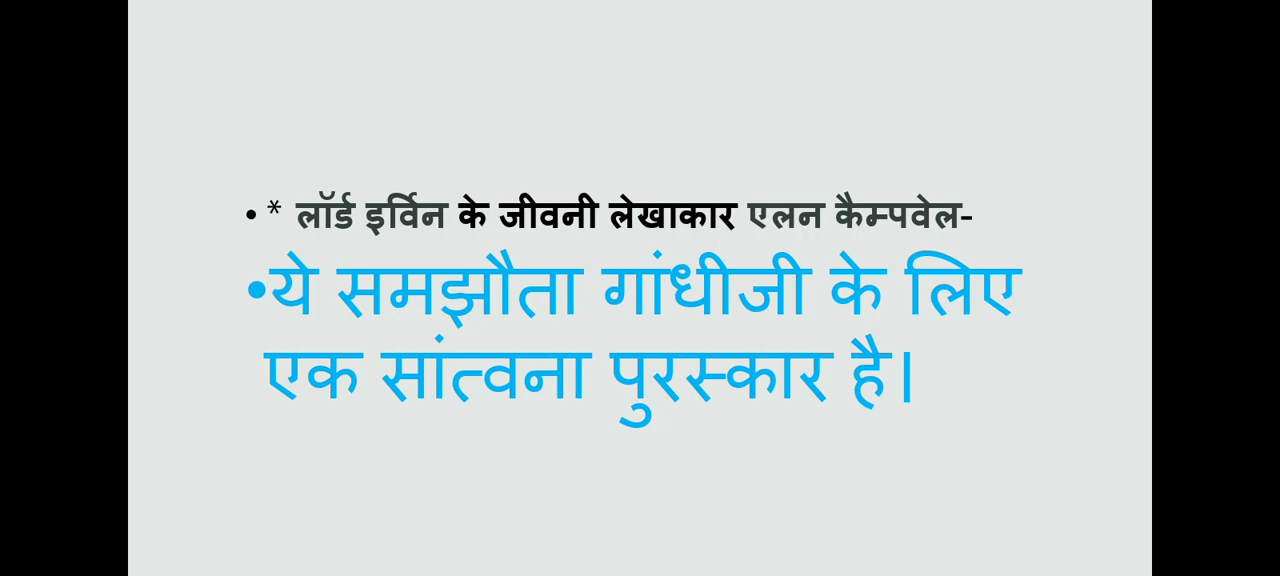 • * लॉर्ड इर्विन के जीवनी लेखाकार एलन कैम्पवेल-
•ये समझौता गांधीजी के लिए
एक सांत्वना पुरस्कार है।